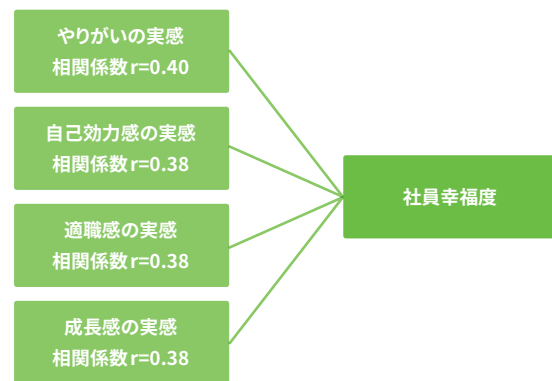 やりがいの実感
相関係数r=0.40
自己効力感の実感
相関係数r=0.38
適職感の実感
相関係数r=0.38
成長感の実感
相関係数r=0.38
社員幸福度